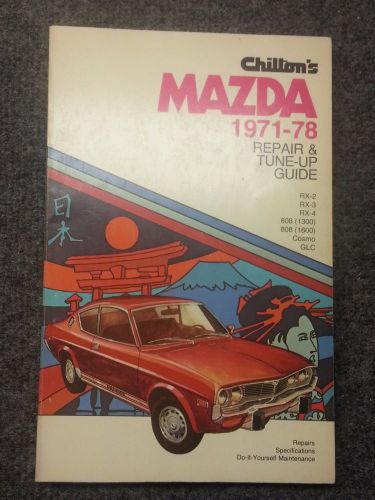 Chilton's
MAZDA
1971-78
REPAIR &
TUNE-UP
GUIDE
RX-2
RX-3
RX-4
808 (1300)
808 (1600)
Cosmo
GLC
日本
Repairs
Specifications
Do-It-Yourself Maintenance